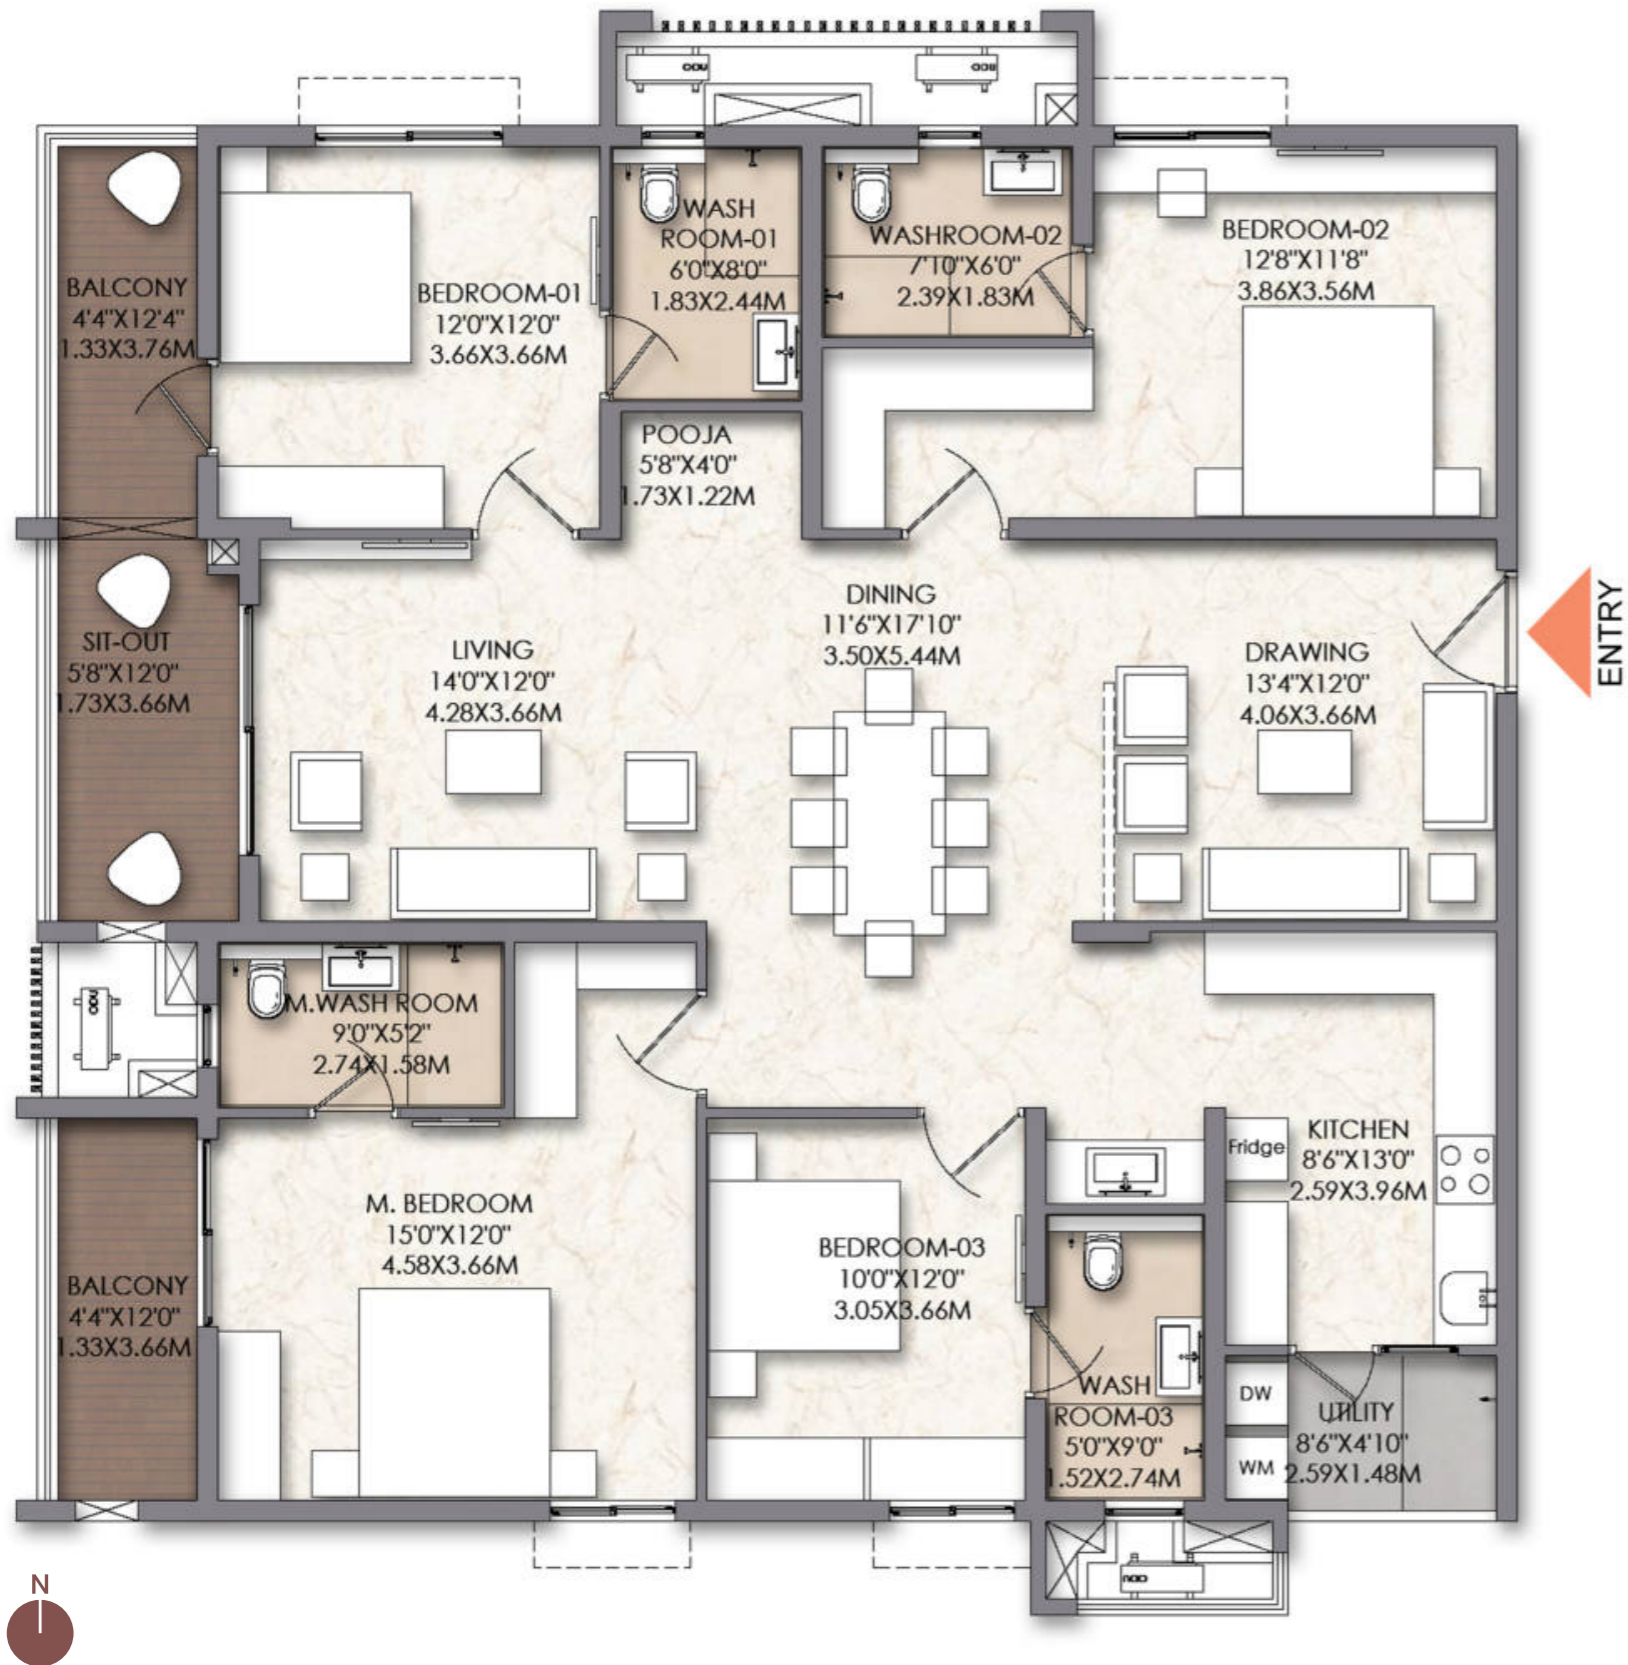 WASH
ROOM-01
6'0"X8'0"
1.83X2.44M
WASHROOM-02
7'10"X6'0"
2.39X1.83M
BEDROOM-02
12'8"X11'8"
3.86X3.56M
BALCONY
4'4"X12'4"
1.33X3.76M
BEDROOM-01
12'0"X12'0"
3.66X3.66M
POOJA
5'8"X4'0"
1.73X1.22M
SIT-OUT
5'8"X12'0"
1.73X3.66M
LIVING
14'0"X12'0"
4.28X3.66M
DINING
11'6"X17'10"
3.50X5.44M
DRAWING
13'4"X12'0"
4.06X3.66M
ENTRY
M.WASH ROOM
9'0"X5'2"
2.74X1.58M
M. BEDROOM
15'0"X12'0"
4.58X3.66M
BALCONY
4'4"X12'0"
1.33X3.66M
BEDROOM-03
10'0"X12'0"
3.05X3.66M
Fridge
KITCHEN
8'6"X13'0"
2.59X3.96M
WASH
ROOM-03
5'0"X9'0"
1.52X2.74M
DW
WM
UTILITY
8'6"X4'10"
2.59X1.48M
N